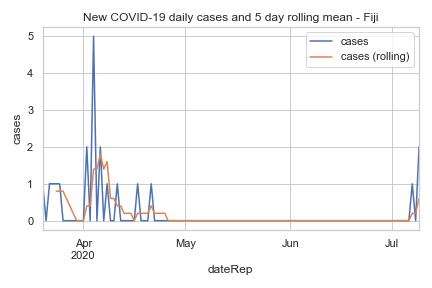 New COVID-19 daily cases and 5 day rolling mean - Fiji
cases
cases (rolling)
5
4
3
2
1
0
cases
Apr
2020
May
Jun
Jul
dateRep